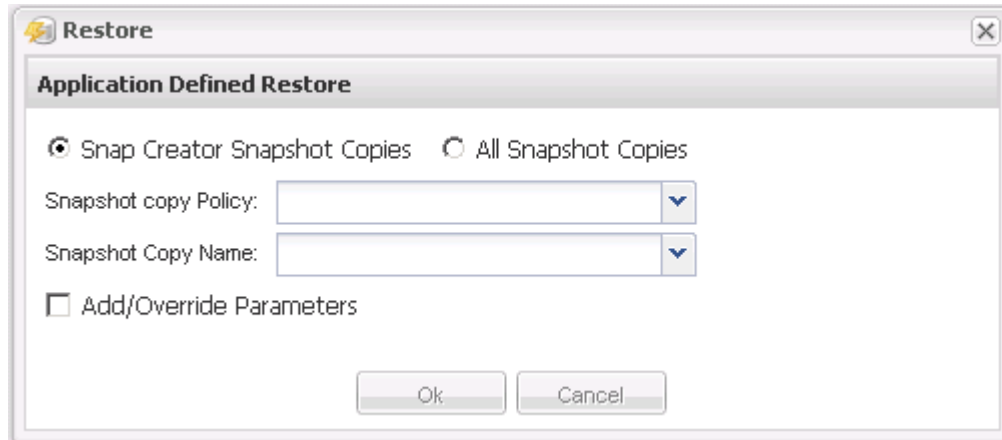 Restore
Application Defined Restore
Snap Creator Snapshot Copies All Snapshot Copies
Snapshot copy Policy:
Snapshot Copy Name:
Add/Override Parameters
Ok Cancel